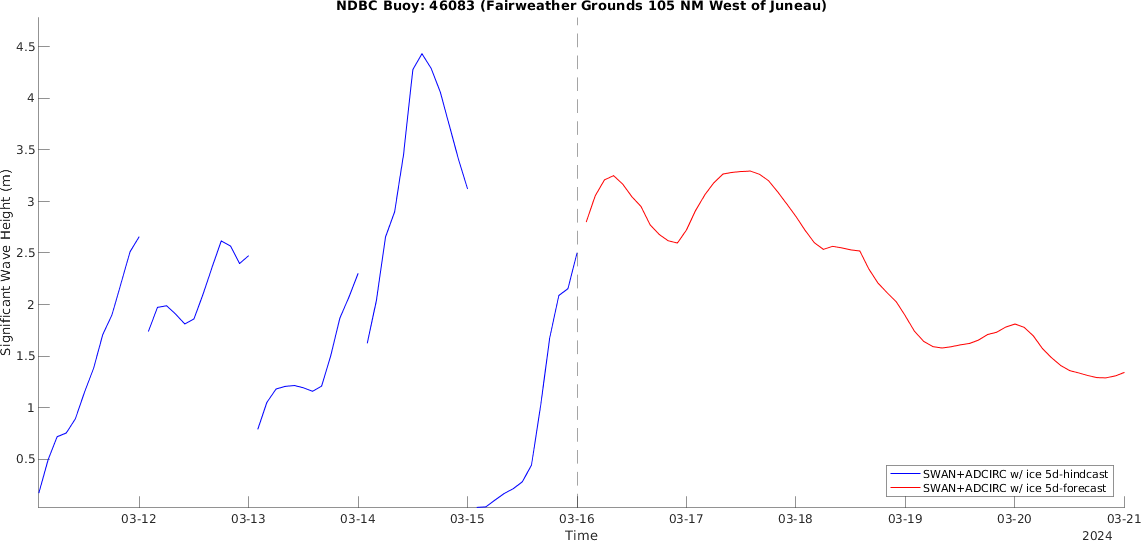 NDBC Buoy: 46083 (Fairweather Grounds 105 NM West of Juneau)
Significant Wave Height (m)
4.5
4
3.5
3
2.5
2
1.5
1
0.5
SWAN+ADCIRC w/ ice 5d-hindcast
SWAN+ADCIRC w/ ice 5d-forecast
03-12 03-13 03-14 03-15 03-16 03-17 03-18 03-19 03-20 03-21
Time
2024